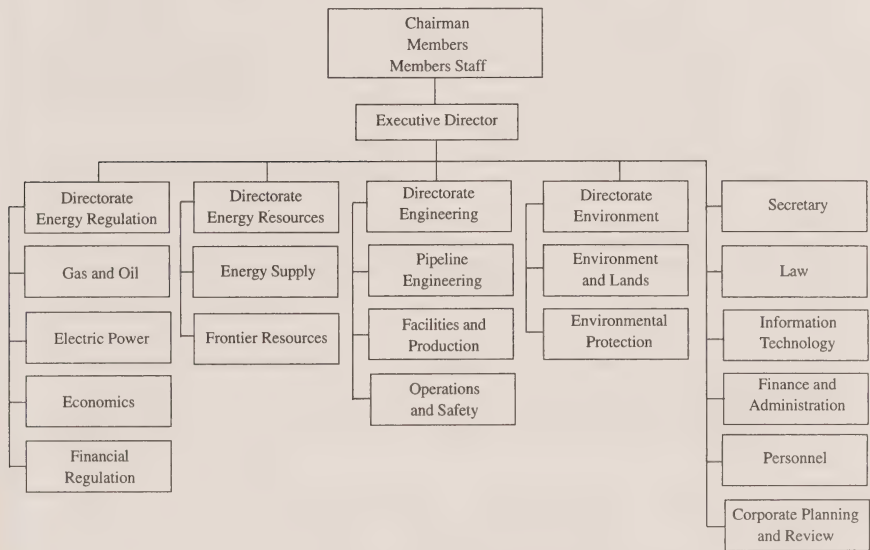 Chairman
Members
Members Staff
Executive Director
Directorate
Energy Regulation
Gas and Oil
Electric Power
Economics
Financial
Regulation
Directorate
Energy Resources
Energy Supply
Frontier Resources
Directorate
Engineering
Pipeline
Engineering
Facilities and
Production
Operations
and Safety
Directorate
Environment
Environment
and Lands
Environmental
Protection
Secretary
Law
Information
Technology
Finance and
Administration
Personnel
Corporate Planning
and Review